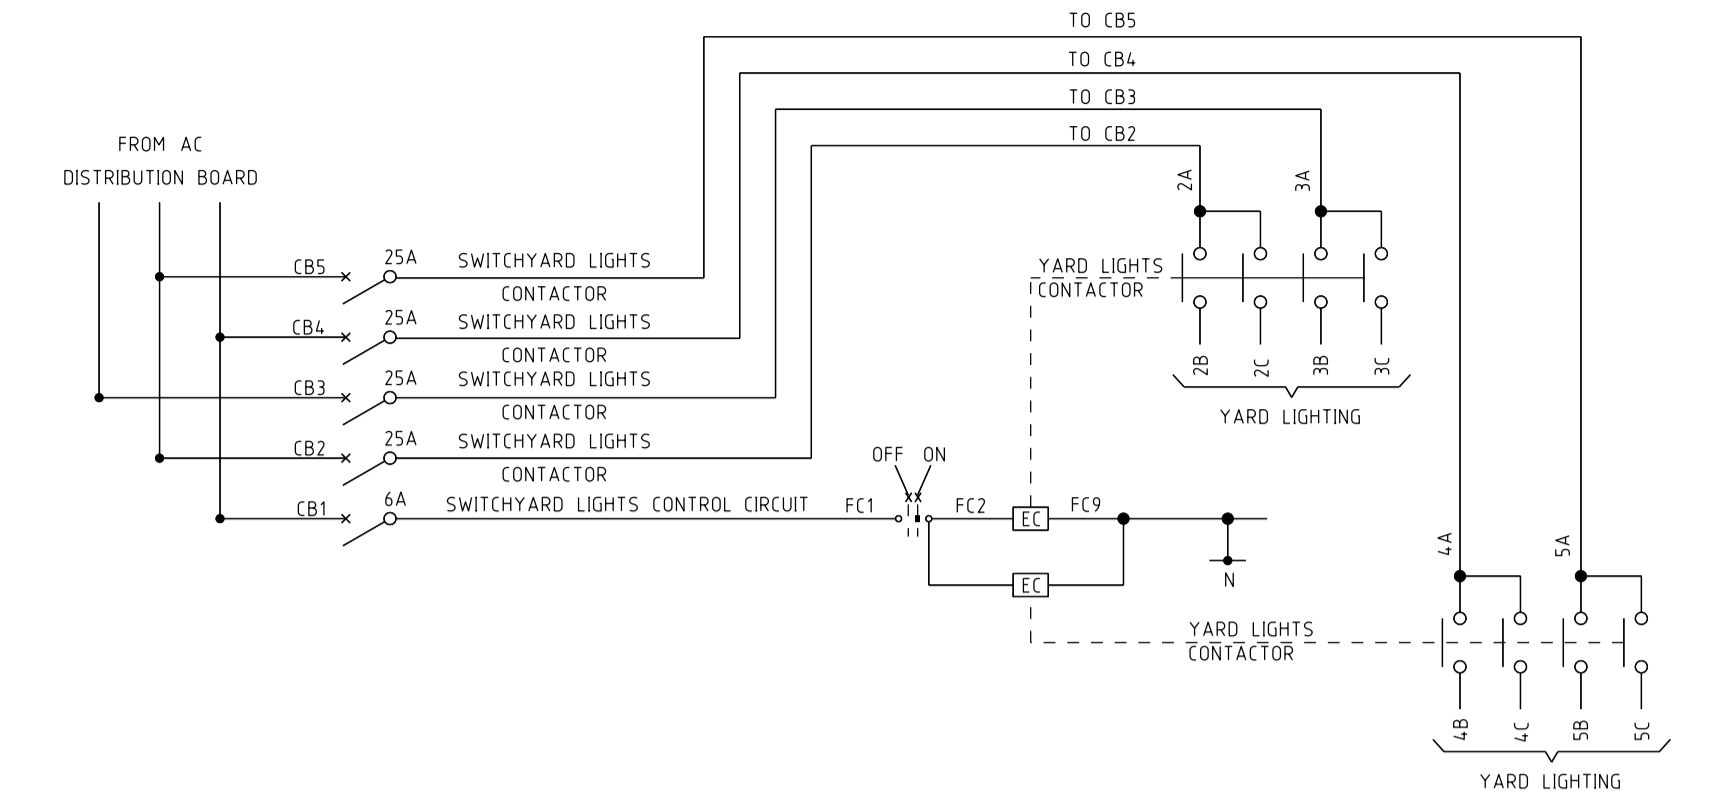 TO CB5
TO CB4
TO CB3
TO CB2
FROM AC
DISTRIBUTION BOARD
2A
3A
CB5
25A
SWITCHYARD LIGHTS
CONTACTOR
CB4
25A
SWITCHYARD LIGHTS
CONTACTOR
CB3
25A
SWITCHYARD LIGHTS
CONTACTOR
CB2
25A
SWITCHYARD LIGHTS
CONTACTOR
CB1
6A
SWITCHYARD LIGHTS CONTROL CIRCUIT
FC1
OFF
ON
FC2
EC
FC9
EC
N
YARD LIGHTS
CONTACTOR
2B
2C
3B
3C
YARD LIGHTING
YARD LIGHTS
CONTACTOR
4A
5A
4B
4C
5B
5C
YARD LIGHTING